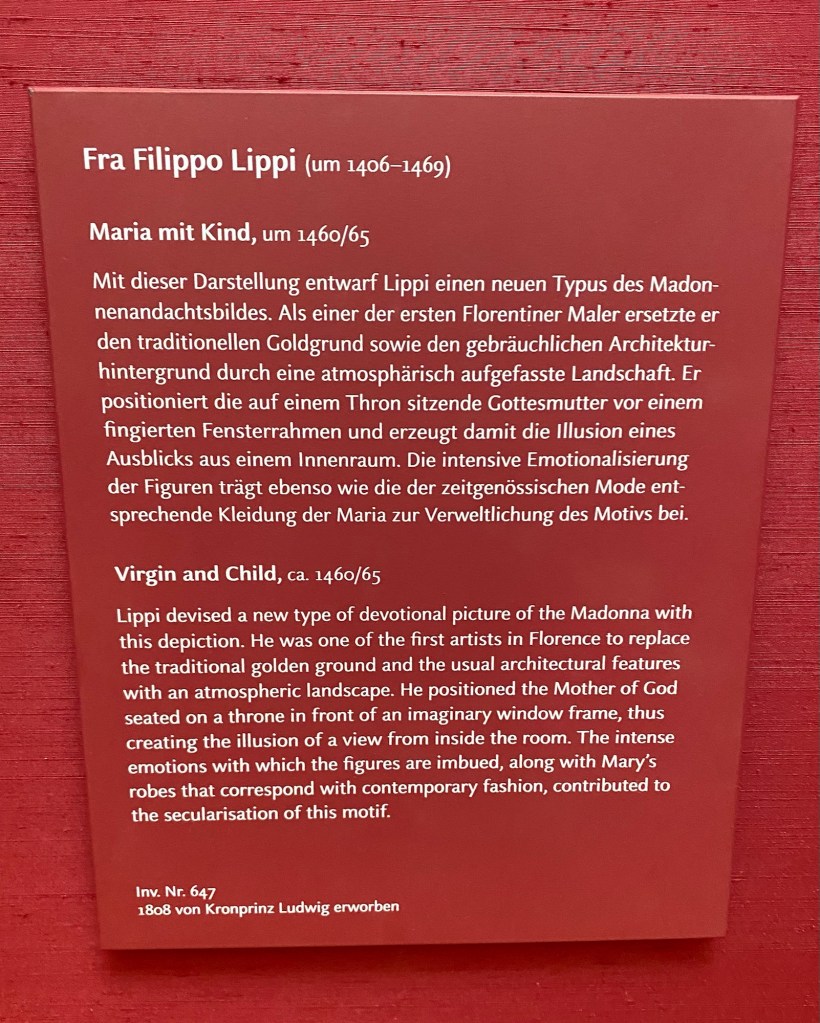 Fra Filippo Lippi (um 1406–1469)
Maria mit Kind, um 1460/65
Mit dieser Darstellung entwarf Lippi einen neuen Typus des Madon-
nenandachtsbildes. Als einer der ersten Florentiner Maler ersetzte er
den traditionellen Goldgrund sowie den gebräuchlichen Architektur-
hintergrund durch eine atmosphärisch aufgefasste Landschaft. Er
positioniert die auf einem Thron sitzende Gottesmutter vor einem
fingierten Fensterrahmen und erzeugt damit die Illusion eines
Ausblicks aus einem Innenraum. Die intensive Emotionalisierung
der Figuren trägt ebenso wie die der zeitgenössischen Mode ent-
sprechende Kleidung der Maria zur Verweltlichung des Motivs bei.
Virgin and Child, ca. 1460/65
Lippi devised a new type of devotional picture of the Madonna with
this depiction. He was one of the first artists in Florence to replace
the traditional golden ground and the usual architectural features
with an atmospheric landscape. He positioned the Mother of God
seated on a throne in front of an imaginary window frame, thus
creating the illusion of a view from inside the room. The intense
emotions with which the figures are imbued, along with Mary’s
robes that correspond with contemporary fashion, contributed to
the secularisation of this motif.
Inv. Nr. 647
1808 von Kronprinz Ludwig erworben